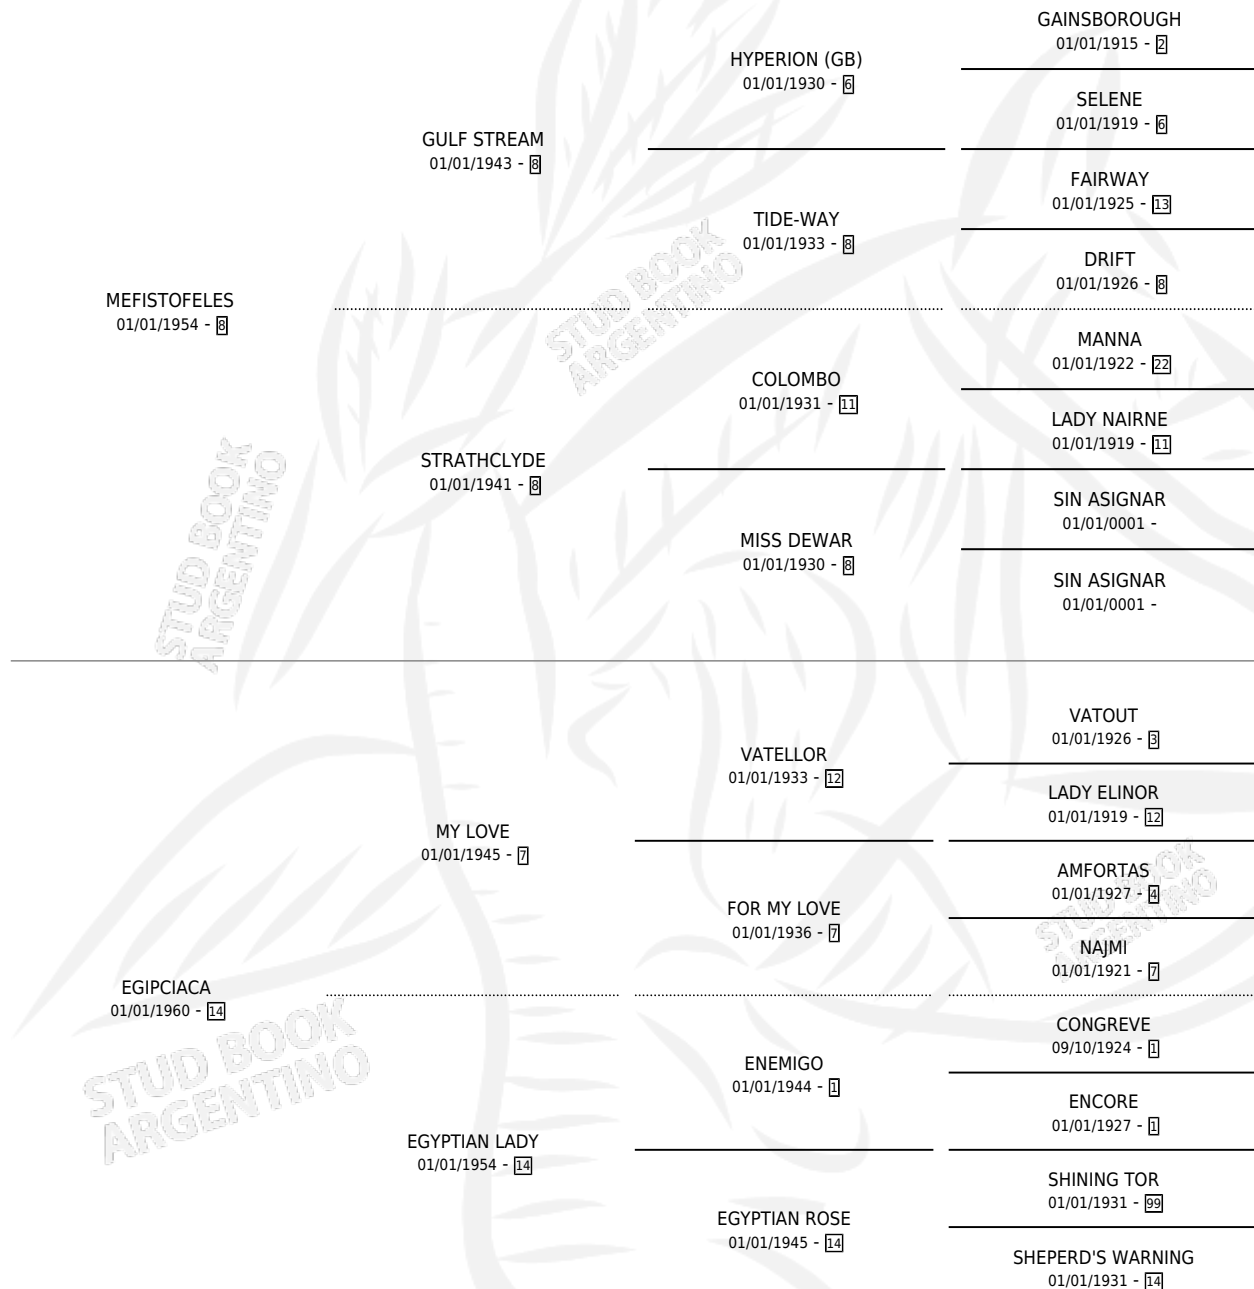 GAINSBOROUGH
01/01/1915 - 2
HYPERION (GB)
01/01/1930 - 6
SELENE
01/01/1919 - 6
GULF STREAM
01/01/1943 - 8
FAIRWAY
01/01/1925 - 13
TIDE-WAY
01/01/1933 - 8
DRIFT
01/01/1926 - 8
MEFISTOFELES
01/01/1954 - 8
MANNA
01/01/1922 - 22
COLOMBO
01/01/1931 - 11
LADY NAIRNE
01/01/1919 - 11
STRATHCLYDE
01/01/1941 - 8
SIN ASIGNAR
01/01/0001 -
MISS DEWAR
01/01/1930 - 8
SIN ASIGNAR
01/01/0001 -
VATOUT
01/01/1926 - 3
VATELLOR
01/01/1933 - 12
LADY ELINOR
01/01/1919 - 12
MY LOVE
01/01/1945 - 7
AMFORTAS
01/01/1927 - 4
FOR MY LOVE
01/01/1936 - 7
NAJMI
01/01/1921 - 7
EGIPCIACA
01/01/1960 - 14
CONGREVE
09/10/1924 - 1
ENEMIGO
01/01/1944 - 1
ENCORE
01/01/1927 - 1
EGYPTIAN LADY
01/01/1954 - 14
SHINING TOR
01/01/1931 - 99
EGYPTIAN ROSE
01/01/1945 - 14
SHEPERD'S WARNING
01/01/1931 - 14
STUD BOOK
ARGENTINO
STUD BOOK
ARGENTINO
STUD BOOK
ARGENTINO
STUD BOOK
ARGENTINO